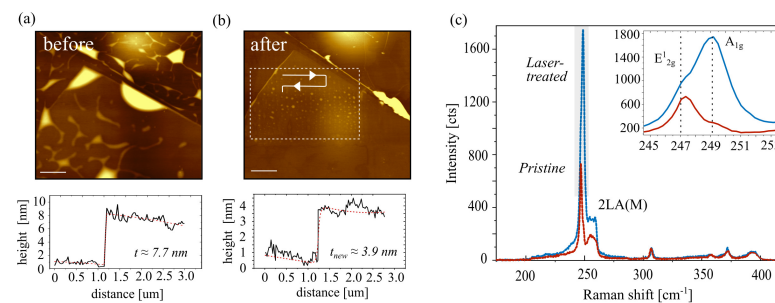 (a)
before
10
8
6
4
2
0
height [nm]
t ≈ 7.7 nm
0 0.5 1.0 1.5 2.0 2.5 3.0
distance [um]
(b)
after
4
3
2
1
0
height [nm]
t_new ≈ 3.9 nm
0 0.5 1.0 1.5 2.0 2.5 3.0
distance [um]
(c)
1600
1200
800
400
0
Intensity [cts]
Laser-
treated
Pristine
2LA(M)
200 250 300 350 400
Raman shift [cm⁻¹]
1800
1400
1000
600
200
E¹₂g
A₁g
245 247 249 251